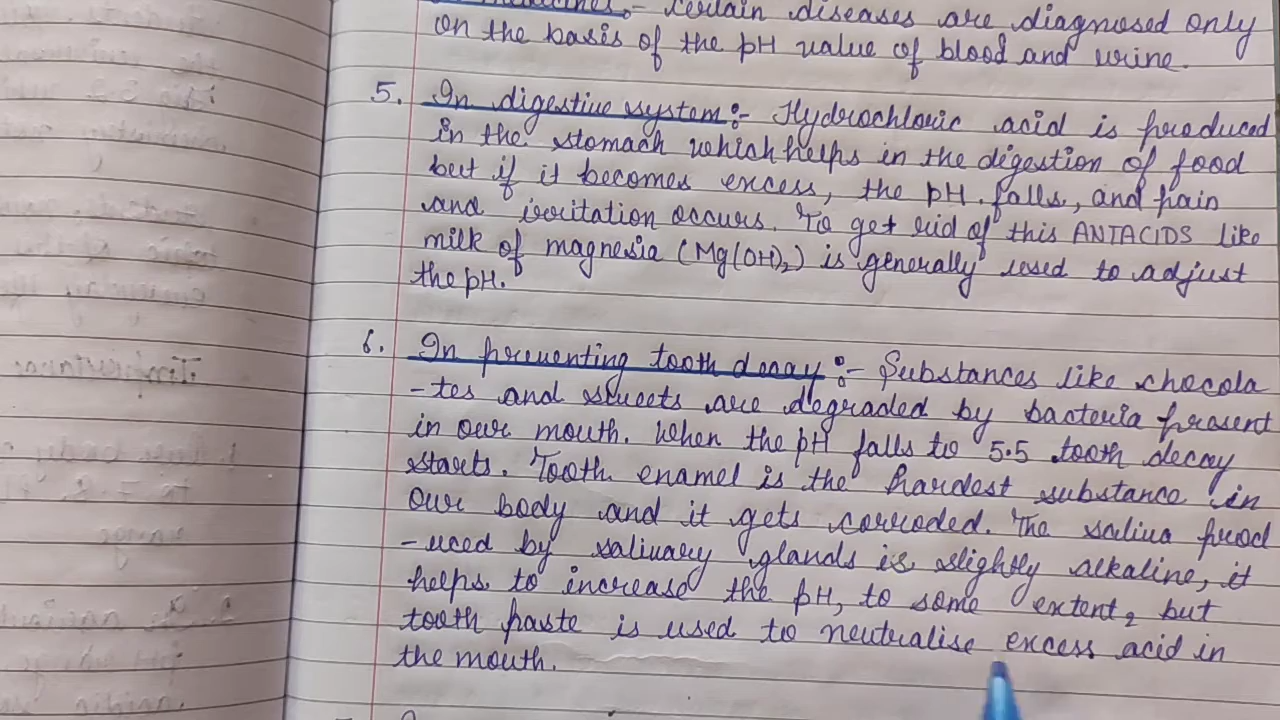 medicines:- Certain diseases are diagnosed only
on the basis of the pH value of blood and urine.
5. In digestive system:- Hydrochloric acid is produced
in the stomach which helps in the digestion of food
but if it becomes excess, the pH falls, and pain
and irritation occurs. To get rid of this ANTACIDS like
milk of magnesia (Mg(OH)₂) is generally used to adjust
the pH.
6. In preventing tooth decay:- Substances like chocola
-tes and sweets are degraded by bacteria present
in our mouth. When the pH falls to 5.5 tooth decay
starts. Tooth enamel is the hardest substance in
our body and it gets corroded. The saliva prod
-uced by salivary glands is slightly alkaline, it
helps to increase the pH, to some extent, but
tooth paste is used to neutralise excess acid in
the mouth.